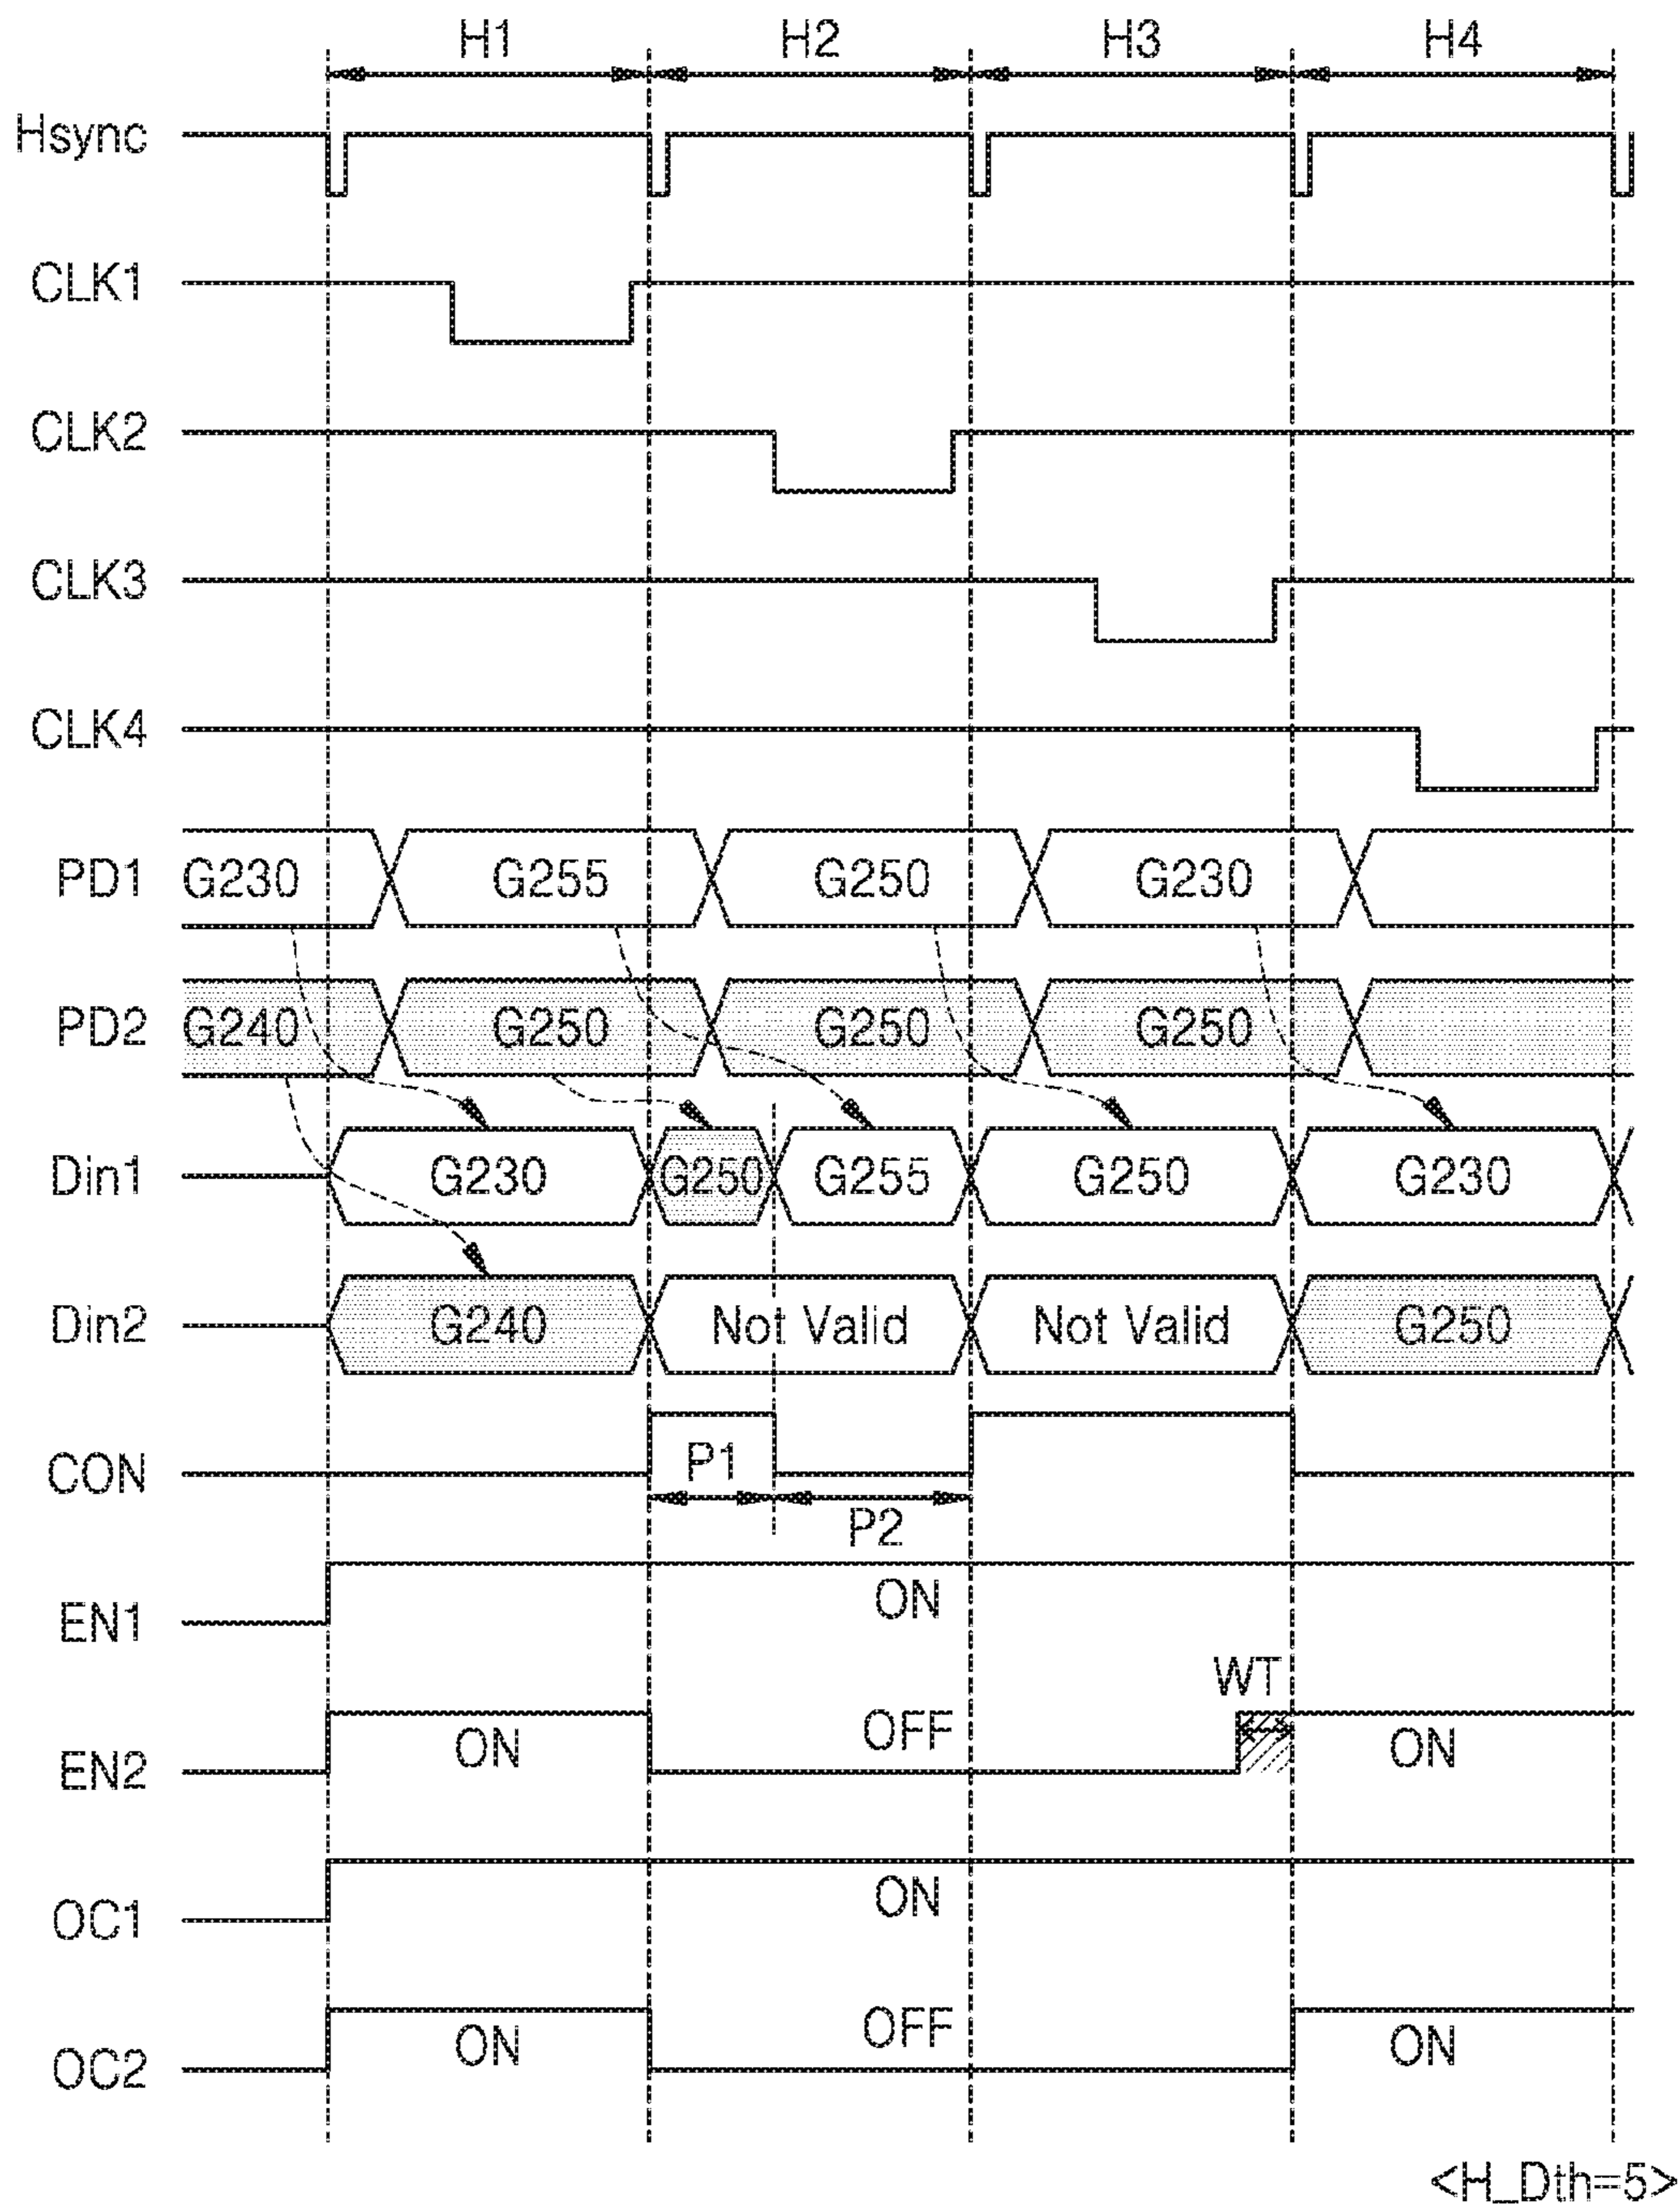 H1 H2 H3 H4
Hsync
CLK1
CLK2
CLK3
CLK4
PD1 G230 G255 G250 G230
PD2 G240 G250 G250 G250
Din1 G230 G250 G255 G250 G230
Din2 G240 Not Valid Not Valid G250
CON P1
P2
EN1 ON
WT
EN2 ON OFF ON
OC1 ON
OC2 ON OFF ON
<H_Dth=5>